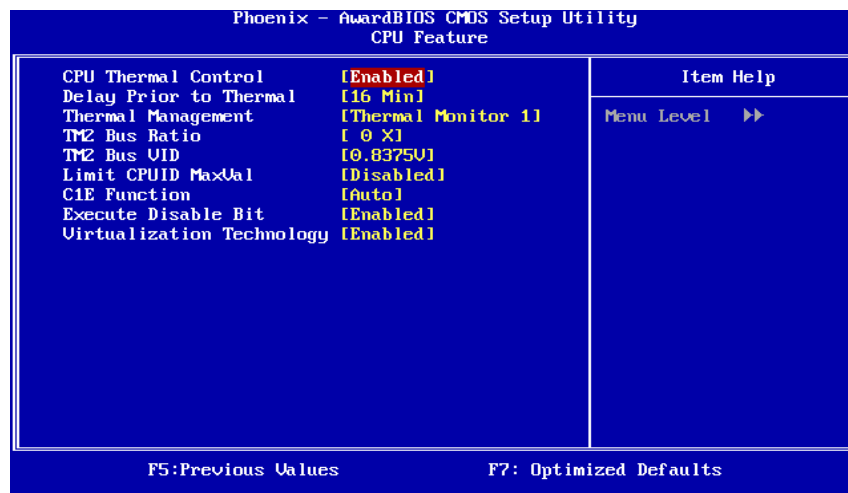 Phoenix - AwardBIOS CMOS Setup Utility
CPU Feature
CPU Thermal Control [Enabled]
Delay Prior to Thermal [16 Min]
Thermal Management [Thermal Monitor 1]
TM2 Bus Ratio [ 0 X]
TM2 Bus VID [0.8375V]
Limit CPUID MaxVal [Disabled]
C1E Function [Auto]
Execute Disable Bit [Enabled]
Virtualization Technology [Enabled]
Item Help
Menu Level
F5:Previous Values F7: Optimized Defaults